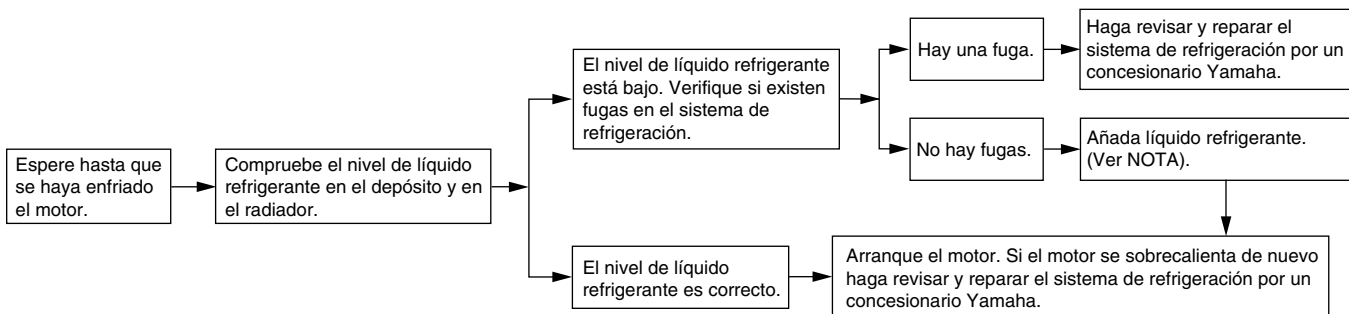 Espere hasta que
se haya enfriado
el motor.
Compruebe el nivel de líquido
refrigerante en el depósito y en
el radiador.
El nivel de líquido refrigerante
está bajo. Verifique si existen
fugas en el sistema de
refrigeración.
Hay una fuga.
Haga revisar y reparar el
sistema de refrigeración por un
concesionario Yamaha.
No hay fugas.
Añada líquido refrigerante.
(Ver NOTA).
El nivel de líquido
refrigerante es correcto.
Arranque el motor. Si el motor se sobrecalienta de nuevo
haga revisar y reparar el sistema de refrigeración por un
concesionario Yamaha.